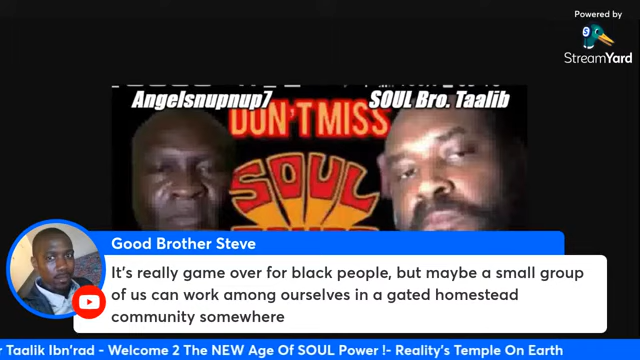 Powered by
StreamYard
Angelsnupnup7 SOUL Bro. Taalib
DON'T MISS
SOUL
POWER
Good Brother Steve
It's really game over for black people, but maybe a small group
of us can work among ourselves in a gated homestead
community somewhere
r Taalik Ibn'rad - Welcome 2 The NEW Age Of SOUL Power !- Reality's Temple On Earth